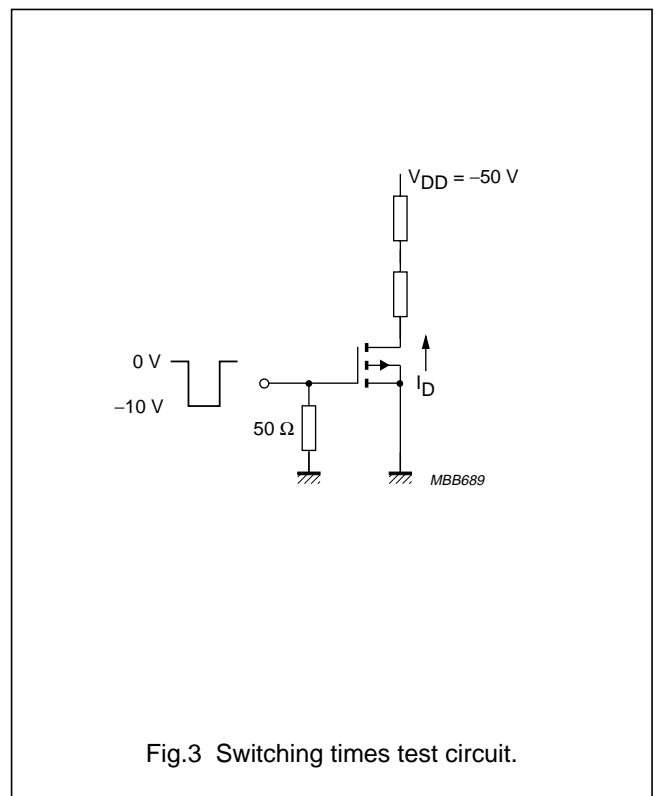 V_DD = −50 V
0 V
I_D
−10 V
50 Ω
MBB689
Fig.3 Switching times test circuit.